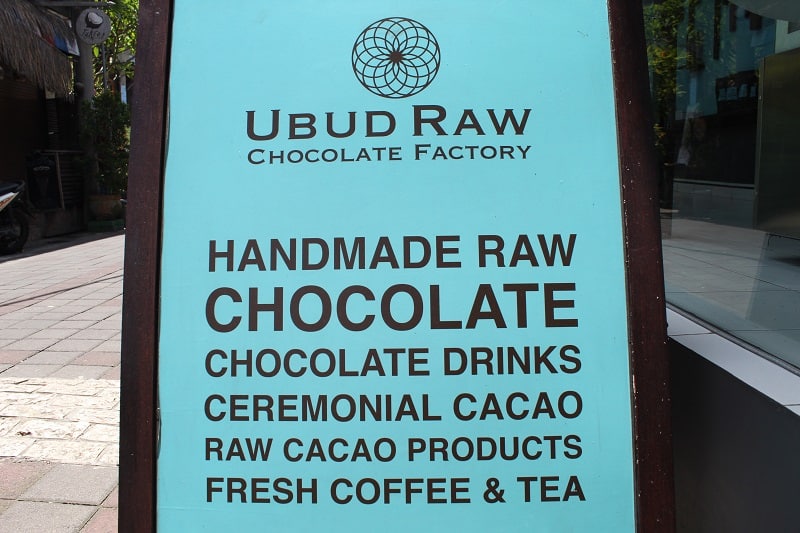 UBUD RAW
CHOCOLATE FACTORY
HANDMADE RAW
CHOCOLATE
CHOCOLATE DRINKS
CEREMONIAL CACAO
RAW CACAO PRODUCTS
FRESH COFFEE & TEA